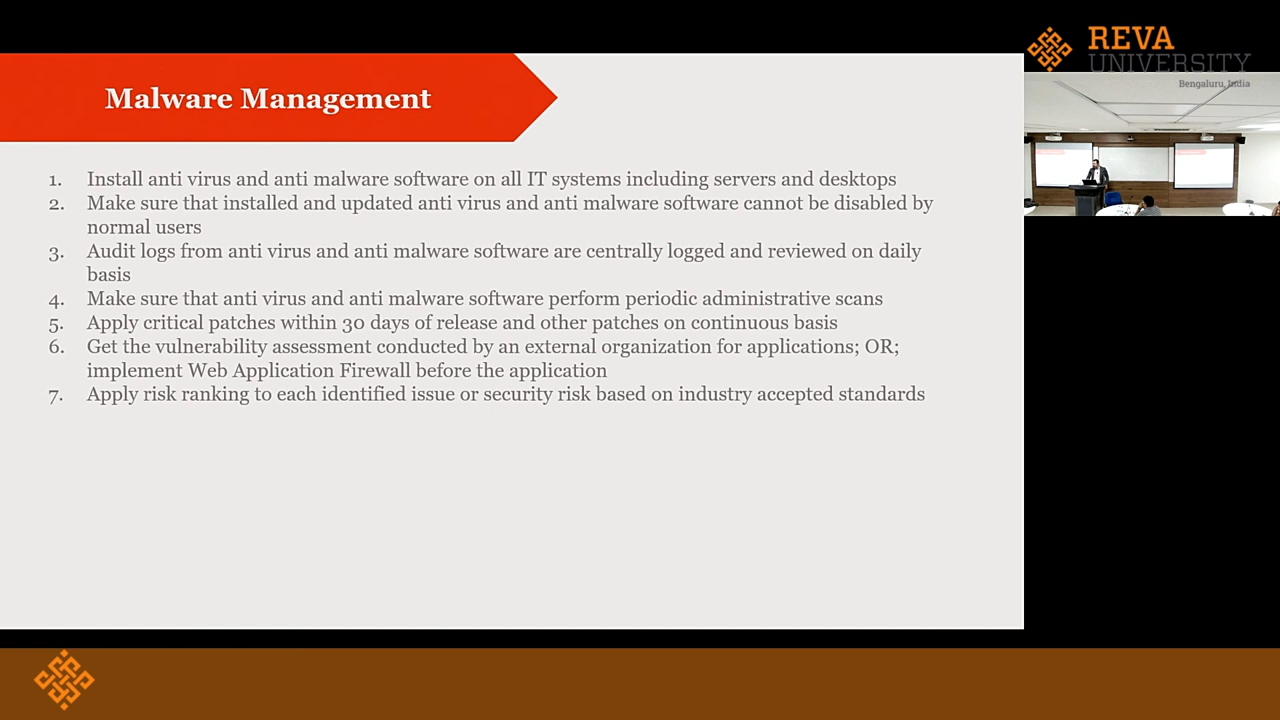 REVA
UNIVERSITY
Bengaluru, India
Malware Management
1. Install anti virus and anti malware software on all IT systems including servers and desktops
2. Make sure that installed and updated anti virus and anti malware software cannot be disabled by
normal users
3. Audit logs from anti virus and anti malware software are centrally logged and reviewed on daily
basis
4. Make sure that anti virus and anti malware software perform periodic administrative scans
5. Apply critical patches within 30 days of release and other patches on continuous basis
6. Get the vulnerability assessment conducted by an external organization for applications; OR;
implement Web Application Firewall before the application
7. Apply risk ranking to each identified issue or security risk based on industry accepted standards